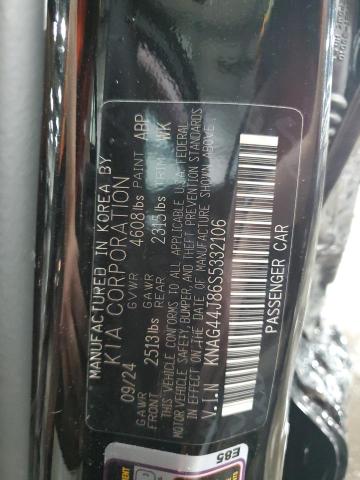 MANUFACTURED IN KOREA BY
KIA CORPORATION
09/24 GVWR 4608lbs PAINT ABP
GAWR FRONT 2513lbs GAWR REAR 2315lbs TRIM WK
THIS VEHICLE CONFORMS TO ALL APPLICABLE U.S.A. FEDERAL
MOTOR VEHICLE SAFETY, BUMPER, AND THEFT PREVENTION STANDARDS
IN EFFECT ON THE DATE OF MANUFACTURE SHOWN ABOVE.
V.I.N KNAG44J86S5332106
PASSENGER CAR
E85